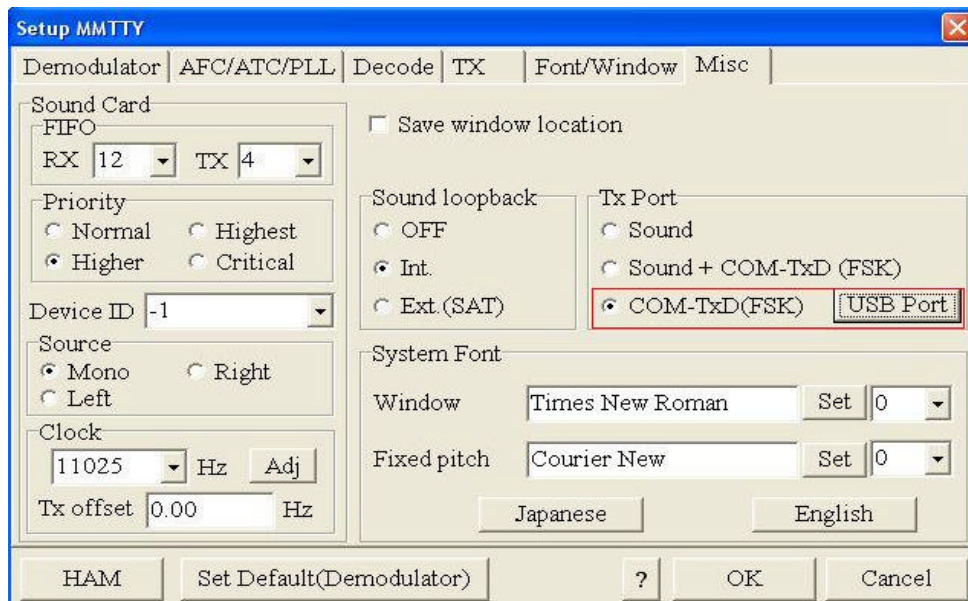 Setup MMTTY
Demodulator AFC/ATC/PLL Decode TX Font/Window Misc
Sound Card
FIFO
RX 12 TX 4
Priority
Normal Highest
Higher Critical
Device ID -1
Source
Mono Right
Left
Clock
11025 Hz Adj
Tx offset 0.00 Hz
Save window location
Sound loopback
OFF
Int.
Ext.(SAT)
Tx Port
Sound
Sound + COM-TxD (FSK)
COM-TxD(FSK) USB Port
System Font
Window Times New Roman Set 0
Fixed pitch Courier New Set 0
Japanese English
HAM Set Default(Demodulator) ? OK Cancel